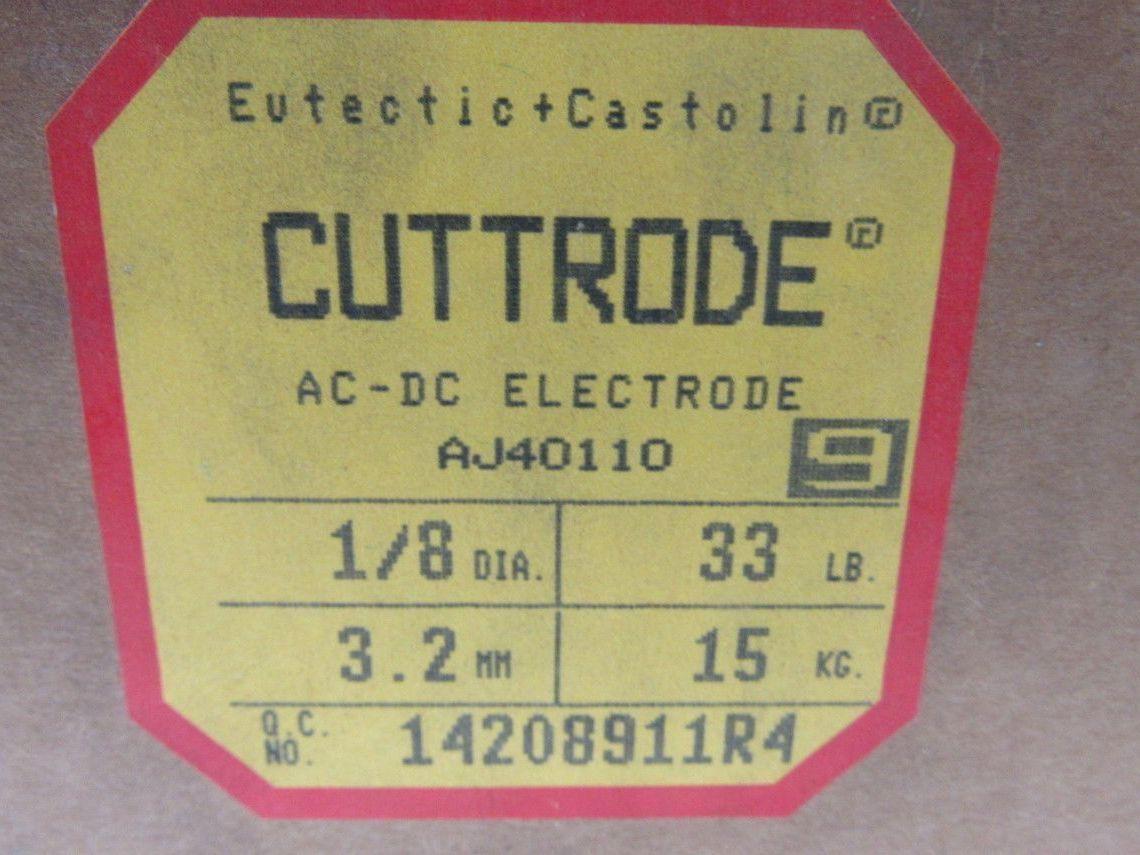 Eutectic+Castolin®
CUTTRODE®
AC-DC ELECTRODE
AJ40110
9
1/8 DIA. 33 LB.
3.2 MM 15 KG.
Q.C. NO. 14208911R4